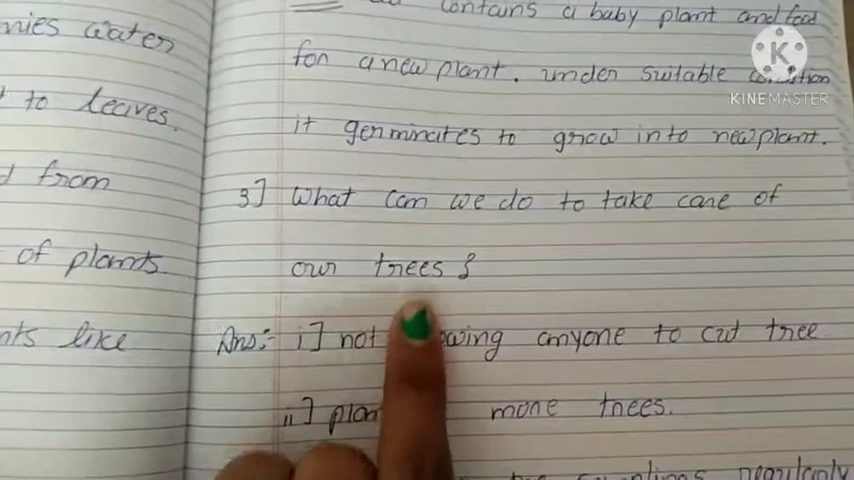 nies water
to leaves.
from
of plants
like
contains a baby plant and food
for a new plant. under suitable condition
it germinates to grow into new plant.
3] What can we do to take care of
our trees ?
Ans:- i] not anyone to cut tree
ii] more trees.
regularly
KINEMASTER